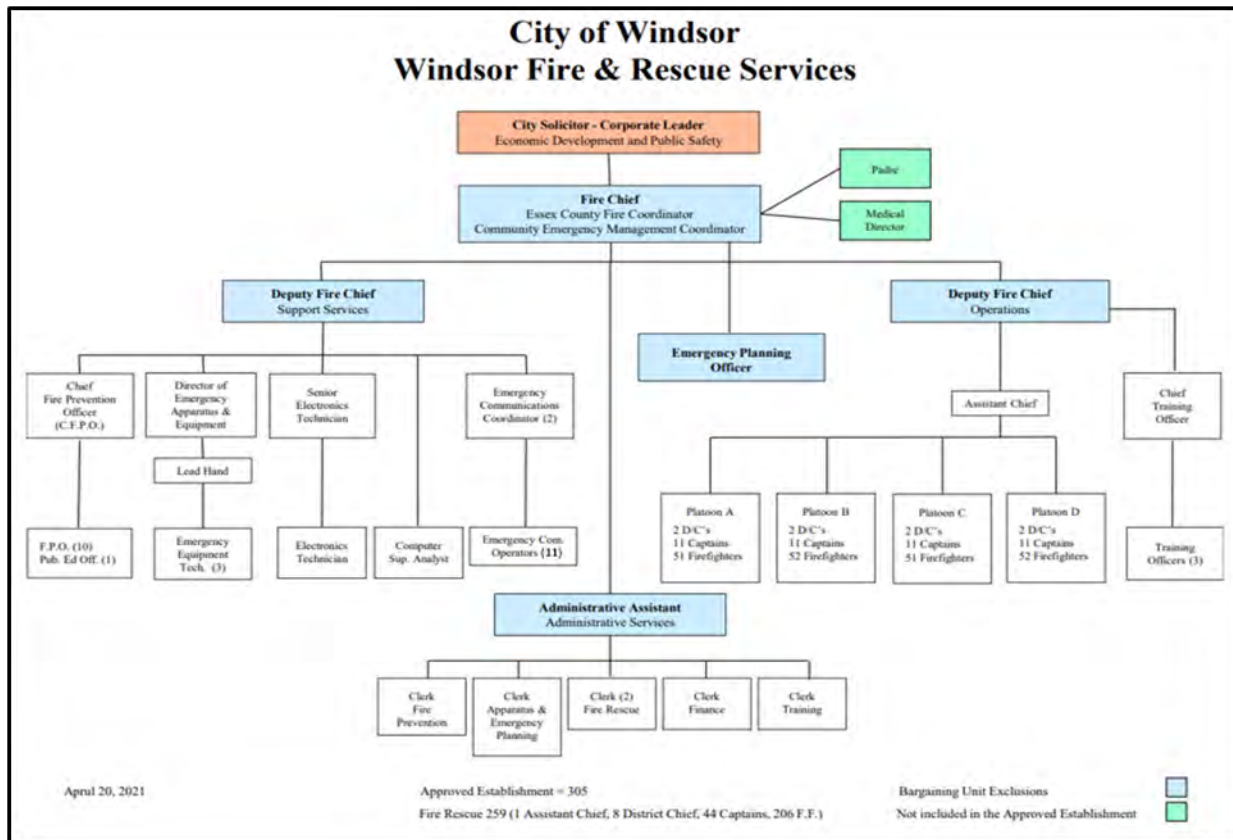 City of Windsor
Windsor Fire & Rescue Services
City Solicitor - Corporate Leader
Economic Development and Public Safety
Fire Chief
Essex County Fire Coordinator
Community Emergency Management Coordinator
Padre
Medical
Director
Deputy Fire Chief
Support Services
Emergency Planning
Officer
Deputy Fire Chief
Operations
Chief
Fire Prevention
Officer
(C.F.P.O.)
Director of
Emergency
Apparatus &
Equipment
Senior
Electronics
Technician
Emergency
Communications
Coordinator (2)
Assistant Chief
Chief
Training
Officer
Lead Hand
F.P.O. (10)
Pub. Ed Off. (1)
Emergency
Equipment
Tech. (3)
Electronics
Technician
Computer
Sup. Analyst
Emergency Com.
Operators (11)
Platoon A
2 D/C's
11 Captains
51 Firefighters
Platoon B
2 D/C's
11 Captains
52 Firefighters
Platoon C
2 D/C's
11 Captains
51 Firefighters
Platoon D
2 D/C's
11 Captains
52 Firefighters
Training
Officers (3)
Administrative Assistant
Administrative Services
Clerk
Fire
Prevention
Clerk
Apparatus &
Emergency
Planning
Clerk (2)
Fire Rescue
Clerk
Finance
Clerk
Training
Aprul 20, 2021
Approved Establishment = 305
Fire Rescue 259 (1 Assistant Chief, 8 District Chief, 44 Captains, 206 F.F.)
Bargaining Unit Exclusions
Not included in the Approved Establishment